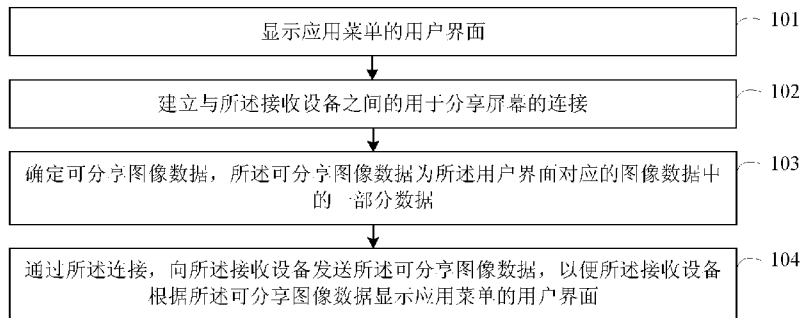 显示应用菜单的用户界面
101
建立与所述接收设备之间的用于分享屏幕的连接
102
确定可分享图像数据，所述可分享图像数据为所述用户界面对应的图像数据中
的一部分数据
103
通过所述连接，向所述接收设备发送所述可分享图像数据，以便所述接收设备
根据所述可分享图像数据显示应用菜单的用户界面
104